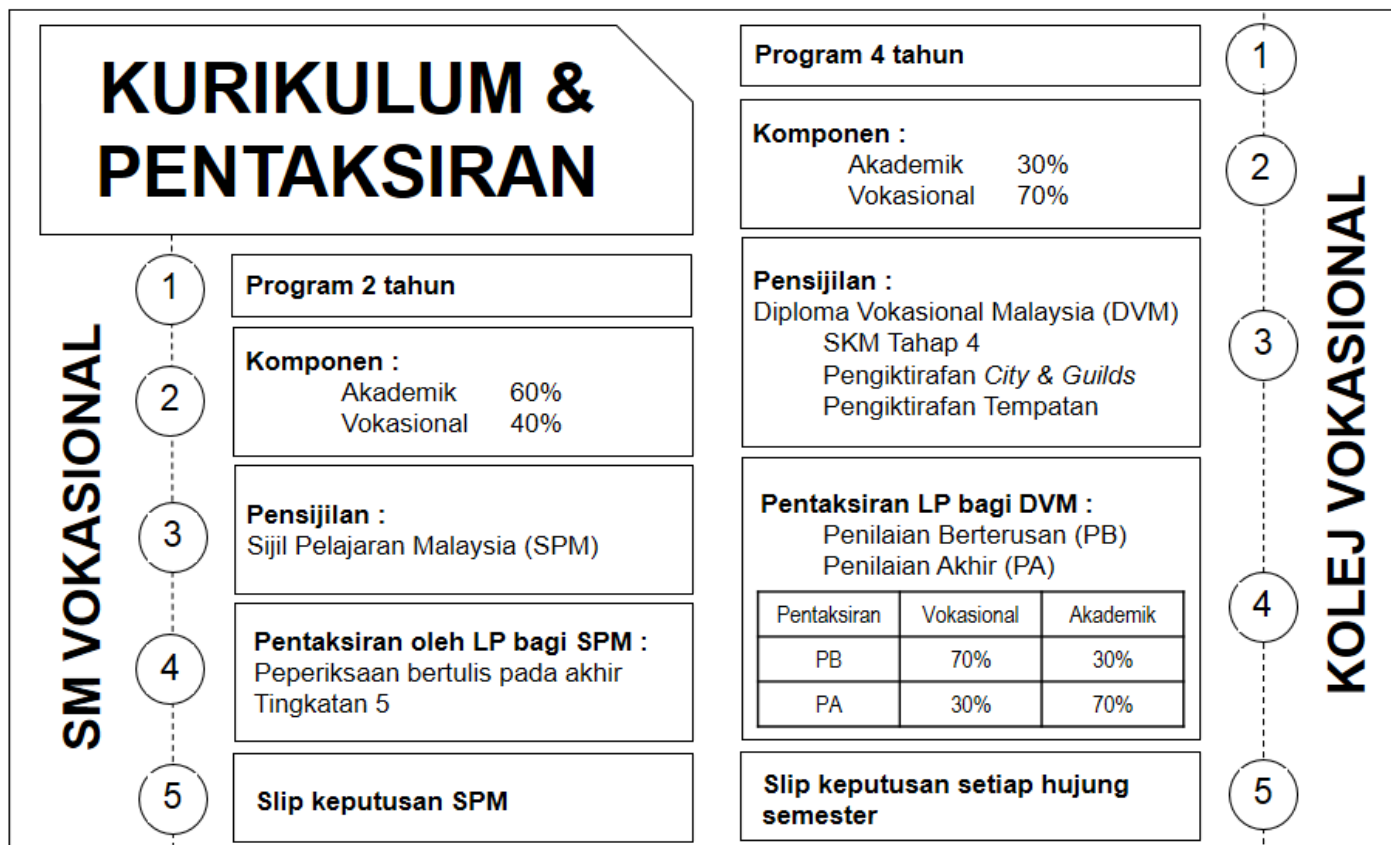 KURIKULUM &
PENTAKSIRAN
SM VOKASIONAL
1
Program 2 tahun
2
Komponen :
Akademik 60%
Vokasional 40%
3
Pensijilan :
Sijil Pelajaran Malaysia (SPM)
4
Pentaksiran oleh LP bagi SPM :
Peperiksaan bertulis pada akhir
Tingkatan 5
5
Slip keputusan SPM
KOLEJ VOKASIONAL
Program 4 tahun
1
Komponen :
Akademik 30%
Vokasional 70%
2
Pensijilan :
Diploma Vokasional Malaysia (DVM)
SKM Tahap 4
Pengiktirafan City & Guilds
Pengiktirafan Tempatan
3
Pentaksiran LP bagi DVM :
Penilaian Berterusan (PB)
Penilaian Akhir (PA)
Pentaksiran Vokasional Akademik
PB 70% 30%
PA 30% 70%
4
Slip keputusan setiap hujung
semester
5